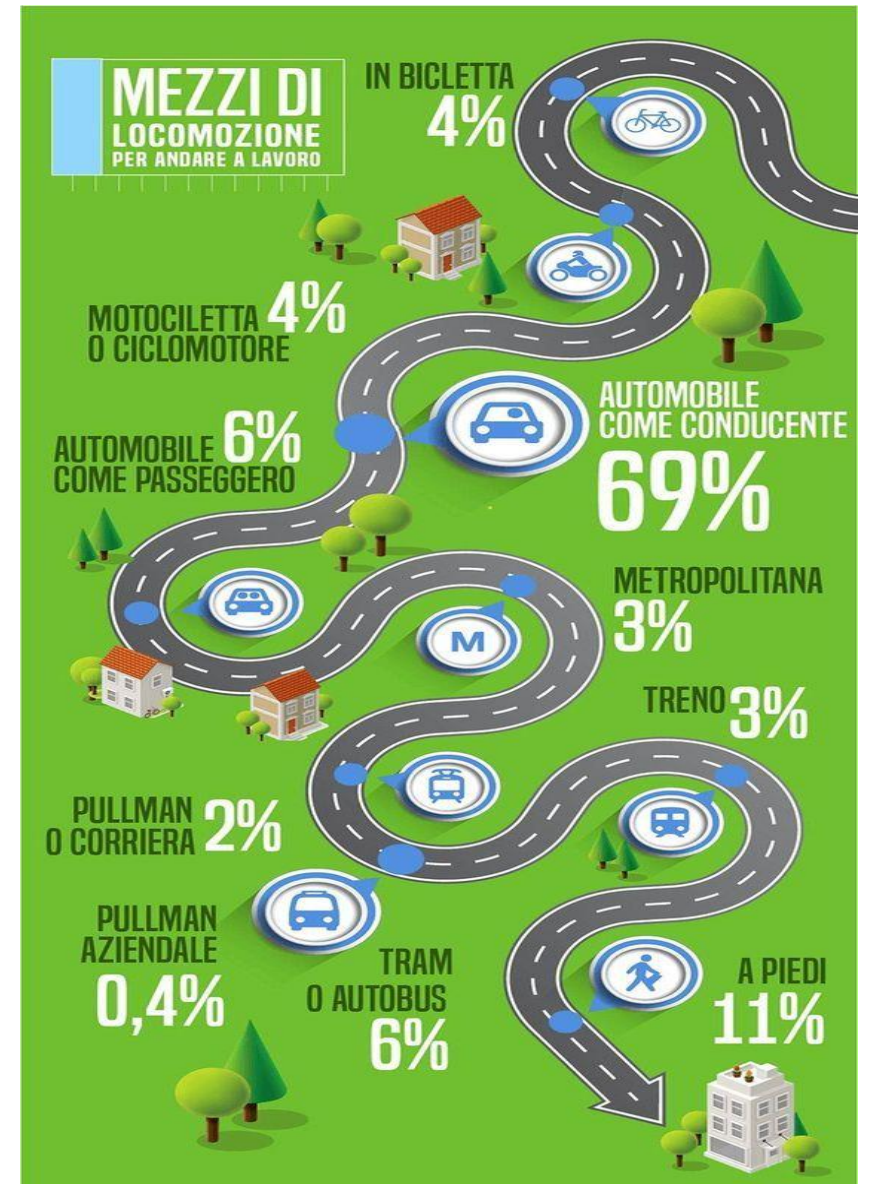 MEZZI DI
LOCOMOZIONE
PER ANDARE A LAVORO
IN BICLETTA
4%
MOTOCILETTA 4%
O CICLOMOTORE
AUTOMOBILE
COME CONDUCENTE
69%
AUTOMOBILE 6%
COME PASSEGGERO
METROPOLITANA
3%
M
TRENO 3%
PULLMAN
O CORRIERA 2%
PULLMAN
AZIENDALE
0,4%
TRAM
O AUTOBUS
6%
A PIEDI
11%